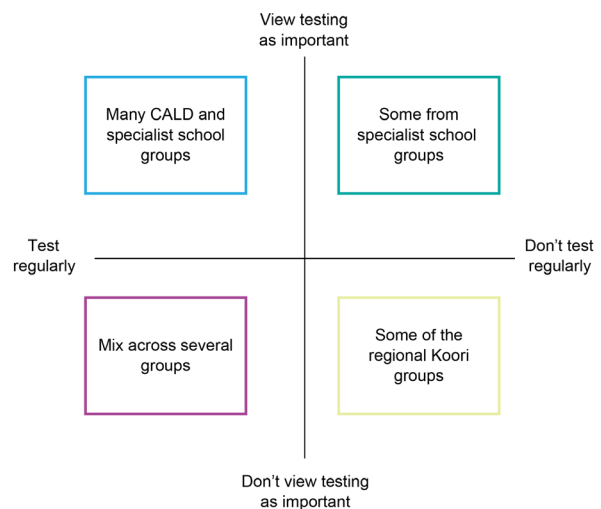 View testing
as important
Many CALD and
specialist school
groups
Some from
specialist school
groups
Test
regularly
Don't test
regularly
Mix across several
groups
Some of the
regional Koori
groups
Don't view testing
as important